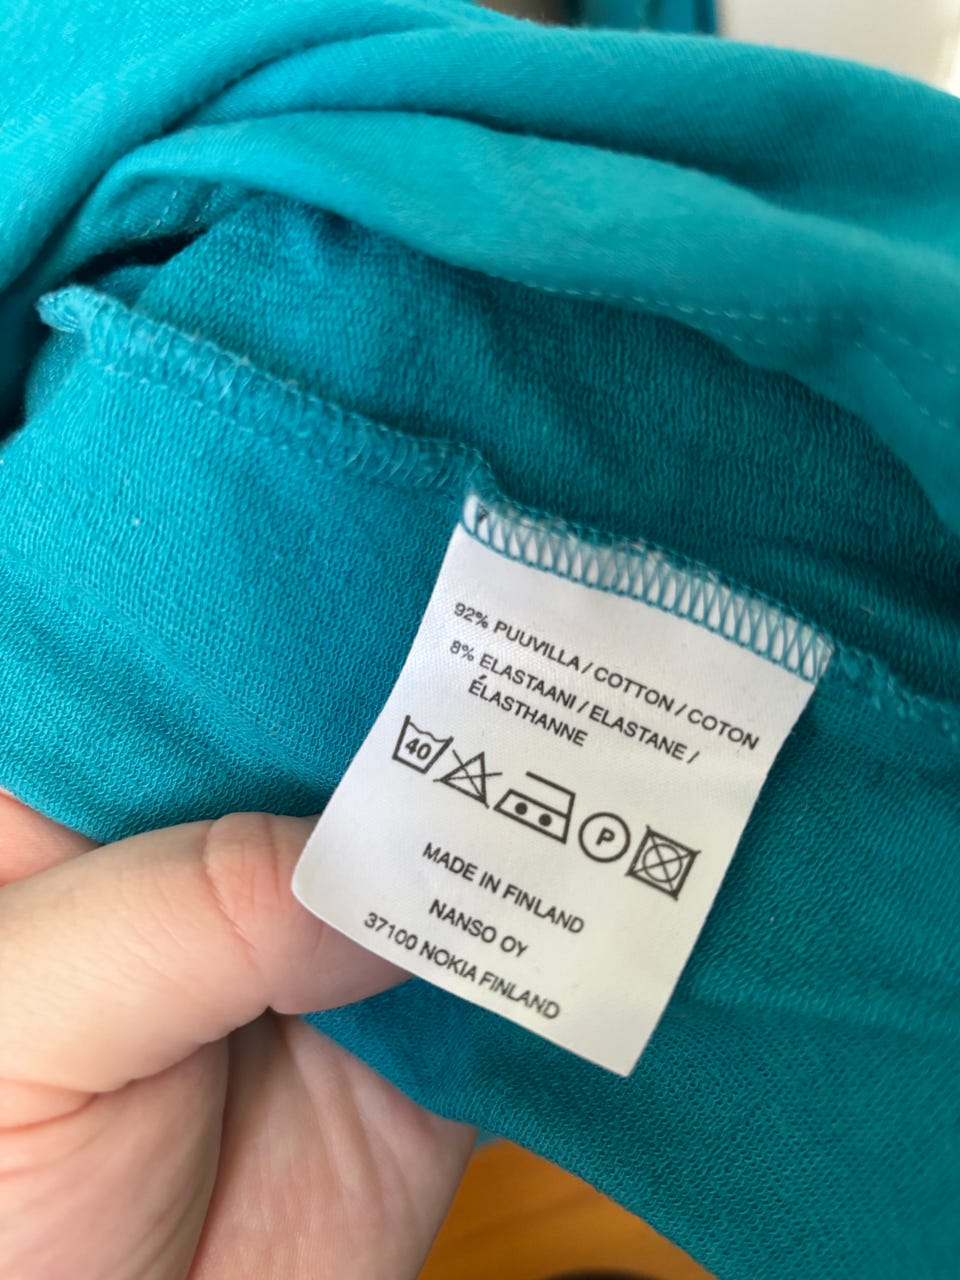 92% PUUVILLA / COTTON / COTON
8% ELASTAANI / ELASTANE /
ÉLASTHANNE
40 P
MADE IN FINLAND
NANSO OY
37100 NOKIA FINLAND